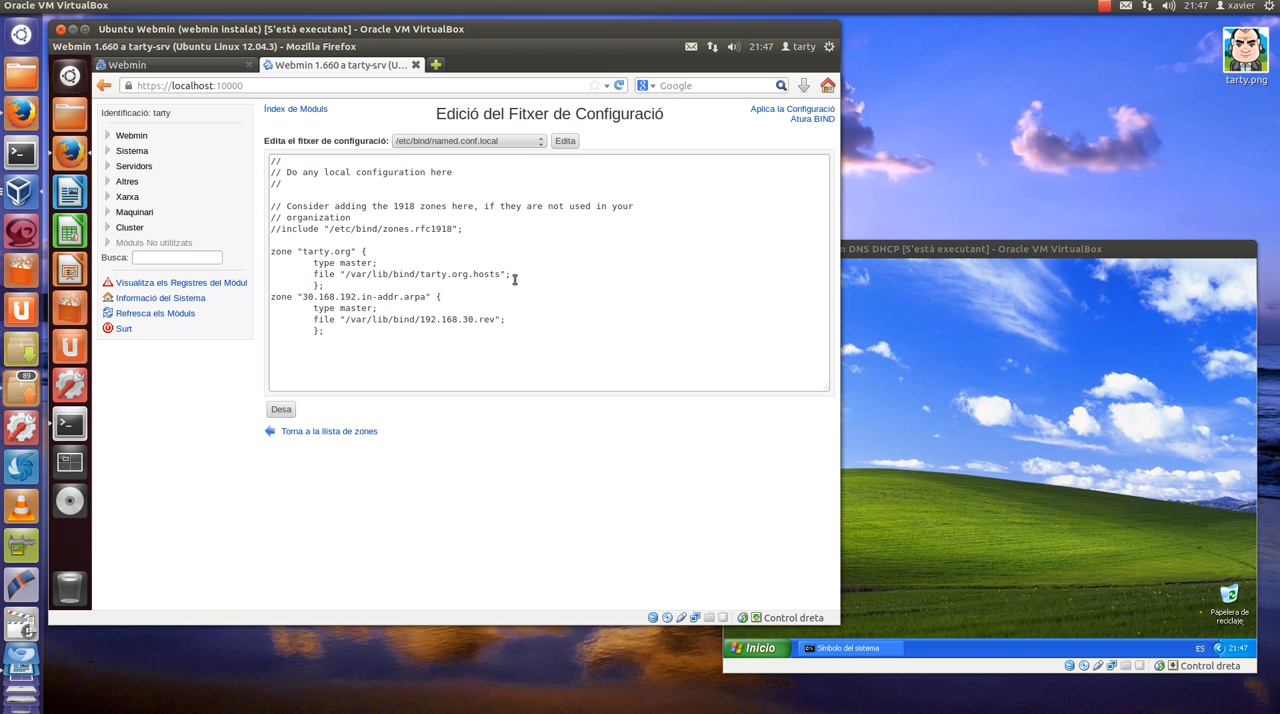 Oracle VM VirtualBox
21:47 xavier
Ubuntu Webmin (webmin instalat) [S'està executant] - Oracle VM VirtualBox
Webmin 1.660 a tarty-srv (Ubuntu Linux 12.04.3) - Mozilla Firefox
21:47 tarty
Webmin
Webmin 1.660 a tarty-srv (U...
https://localhost:10000
Google
tarty.png
Identificació: tarty
Webmin
Sistema
Servidors
Altres
Xarxa
Maquinari
Cluster
Mòduls No utilitzats
Busca:
Visualitza els Registres del Mòdul
Informació del Sistema
Refresca els Mòduls
Surt
Índex de Mòduls
Edició del Fitxer de Configuració
Aplica la Configuració
Atura BIND
Edita el fitxer de configuració: /etc/bind/named.conf.local Edita
//
// Do any local configuration here
//
// Consider adding the 1918 zones here, if they are not used in your
// organization
//include "/etc/bind/zones.rfc1918";
zone "tarty.org" {
type master;
file "/var/lib/bind/tarty.org.hosts";
};
zone "30.168.192.in-addr.arpa" {
type master;
file "/var/lib/bind/192.168.30.rev";
};
Desa
Torna a la llista de zones
89
Control dreta
DNS DHCP [S'està executant] - Oracle VM VirtualBox
Papelera de
reciclaje
Inicio
Símbolo del sistema
ES
21:47
Control dreta